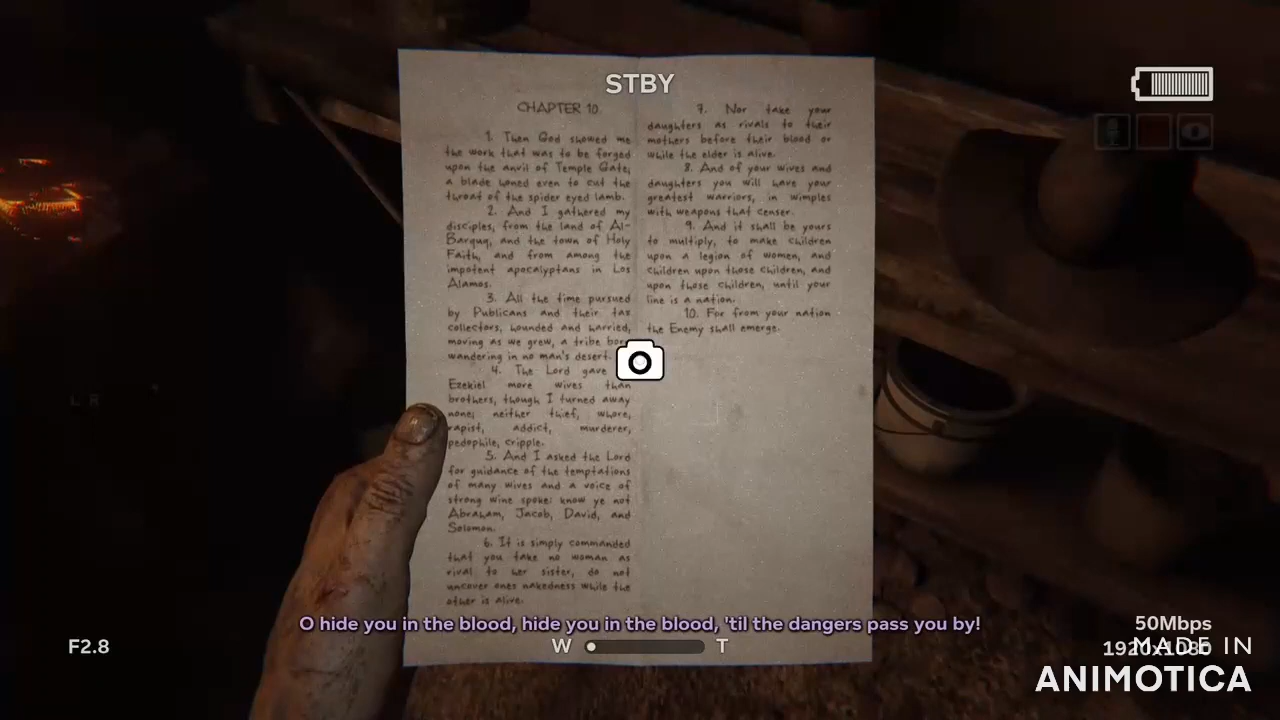 STBY
CHAPTER 10
1. Then God showed me
the work that was to be forged
upon the anvil of Temple Gate;
a blade honed even to cut the
throat of the spider eyed lamb.
2. And I gathered my
disciples, from the land of Al-
Barquq, and the town of Holy
Faith, and from among the
impotent apocalyptans in Los
Alamos.
3. All the time pursued
by Publicans and their tax
collectors, hounded and harried,
moving as we grew, a tribe born
wandering in no man's desert.
4. The Lord gave
Ezekiel more wives than
brothers, though I turned away
none; neither thief, whore,
rapist, addict, murderer,
pedophile, cripple.
5. And I asked the Lord
for guidance of the temptations
of many wives and a voice of
strong wine spoke: know ye not
Abraham, Jacob, David, and
Solomon.
6. It is simply commanded
that you take no woman as
rival to her sister, do not
uncover ones nakedness while the
other is alive.
7. Nor take your
daughters as rivals to their
mothers before their blood or
while the elder is alive.
8. And of your wives and
daughters you will have your
greatest warriors, in wimples
with weapons that censer.
9. And it shall be yours
to multiply, to make children
upon a legion of women, and
children upon those children, and
upon those children, until your
line is a nation.
10. For from your nation
the Enemy shall emerge.
L R
O hide you in the blood, hide you in the blood, 'til the dangers pass you by!
F2.8
W T
50Mbps
1920x1080
MADE IN
ANIMOTICA